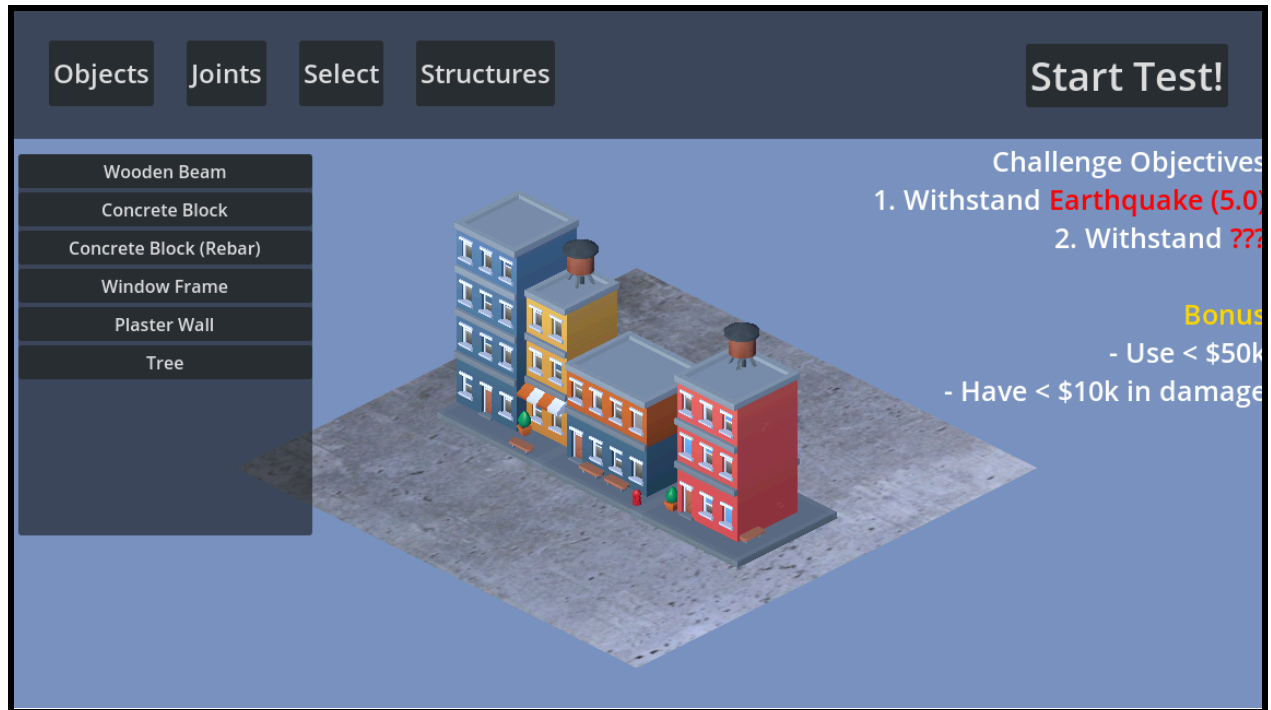 Objects
Joints
Select
Structures
Start Test!
Wooden Beam
Concrete Block
Concrete Block (Rebar)
Window Frame
Plaster Wall
Tree
Challenge Objectives
1. Withstand Earthquake (5.0)
2. Withstand ???
Bonus
- Use < $50k
- Have < $10k in damage